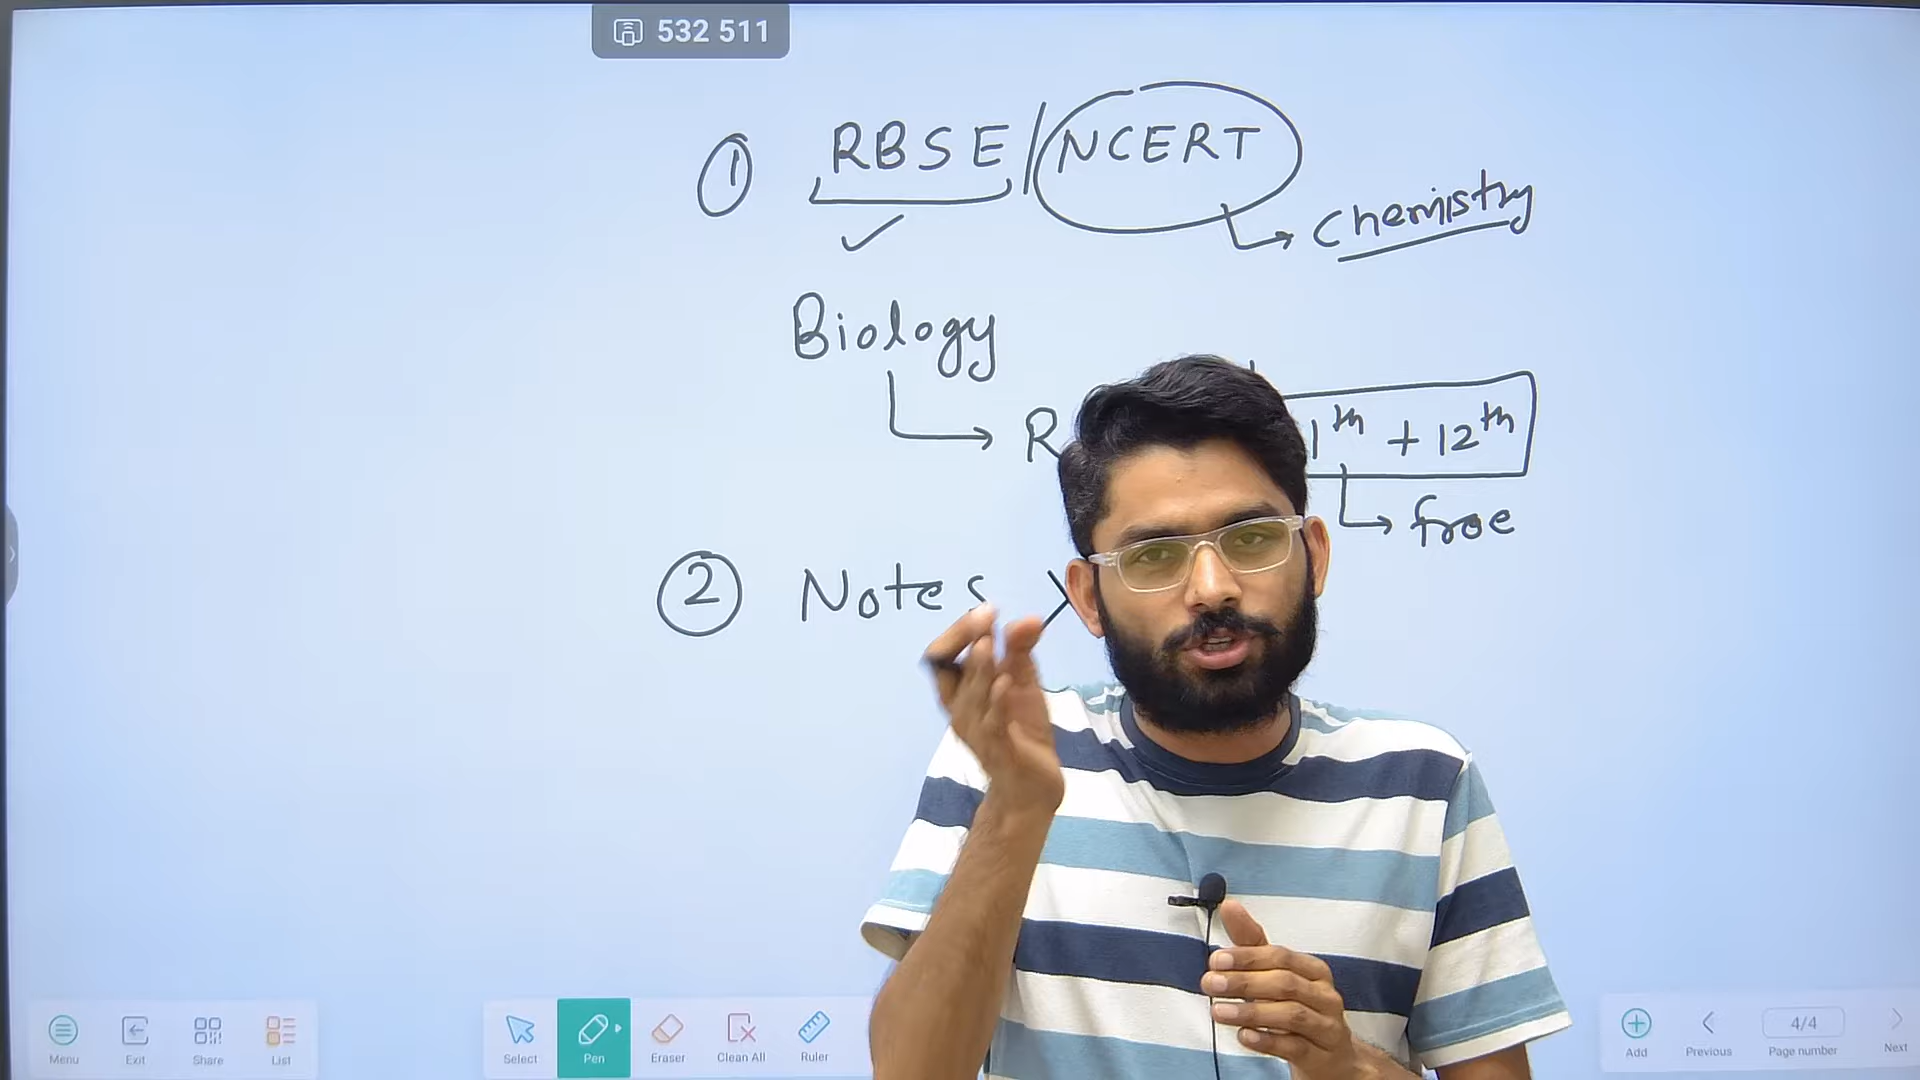 532 511
① RBSE / NCERT
Chemistry
Biology
R
th + 12th
free
② Notes
Menu Exit Share List Select Pen Eraser Clean All Ruler Add Previous 4/4 Page number Next